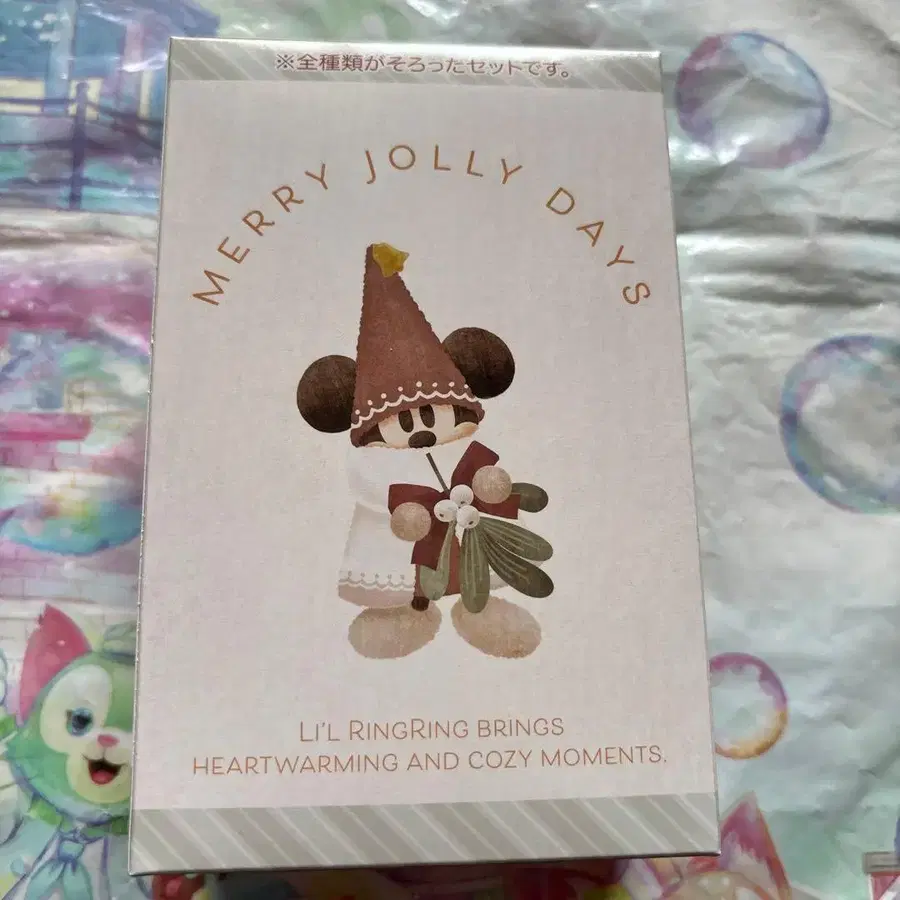 ※全種類がそろったセットです。
MERRY JOLLY DAYS
LI'L RINGRING BRINGS
HEARTWARMING AND COZY MOMENTS.